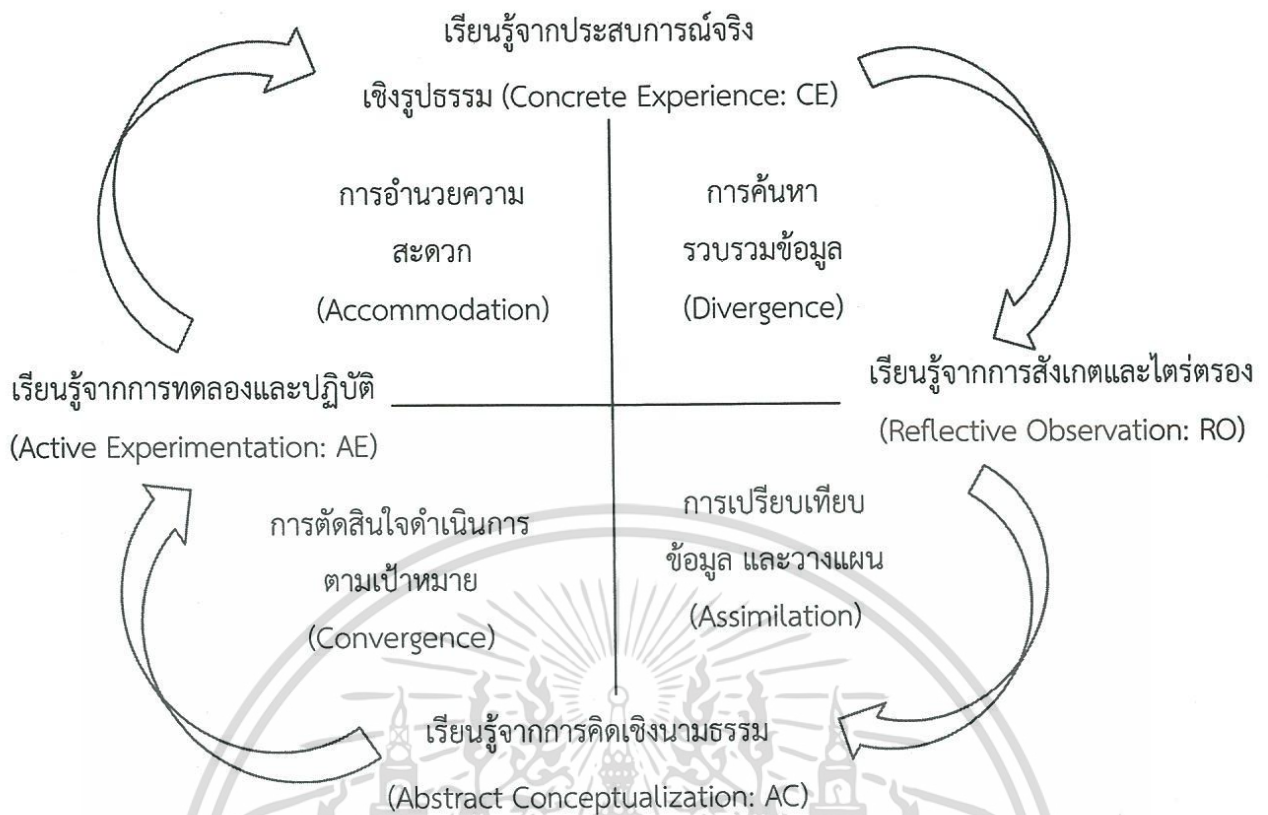 เรียนรู้จากประสบการณ์จริง
เชิงรูปธรรม (Concrete Experience: CE)
การอำนวยความ
สะดวก
(Accommodation)
การค้นหา
รวบรวมข้อมูล
(Divergence)
เรียนรู้จากการทดลองและปฏิบัติ
(Active Experimentation: AE)
เรียนรู้จากการสังเกตและไตร่ตรอง
(Reflective Observation: RO)
การตัดสินใจดำเนินการ
ตามเป้าหมาย
(Convergence)
การเปรียบเทียบ
ข้อมูล และวางแผน
(Assimilation)
เรียนรู้จากการคิดเชิงนามธรรม
(Abstract Conceptualization: AC)